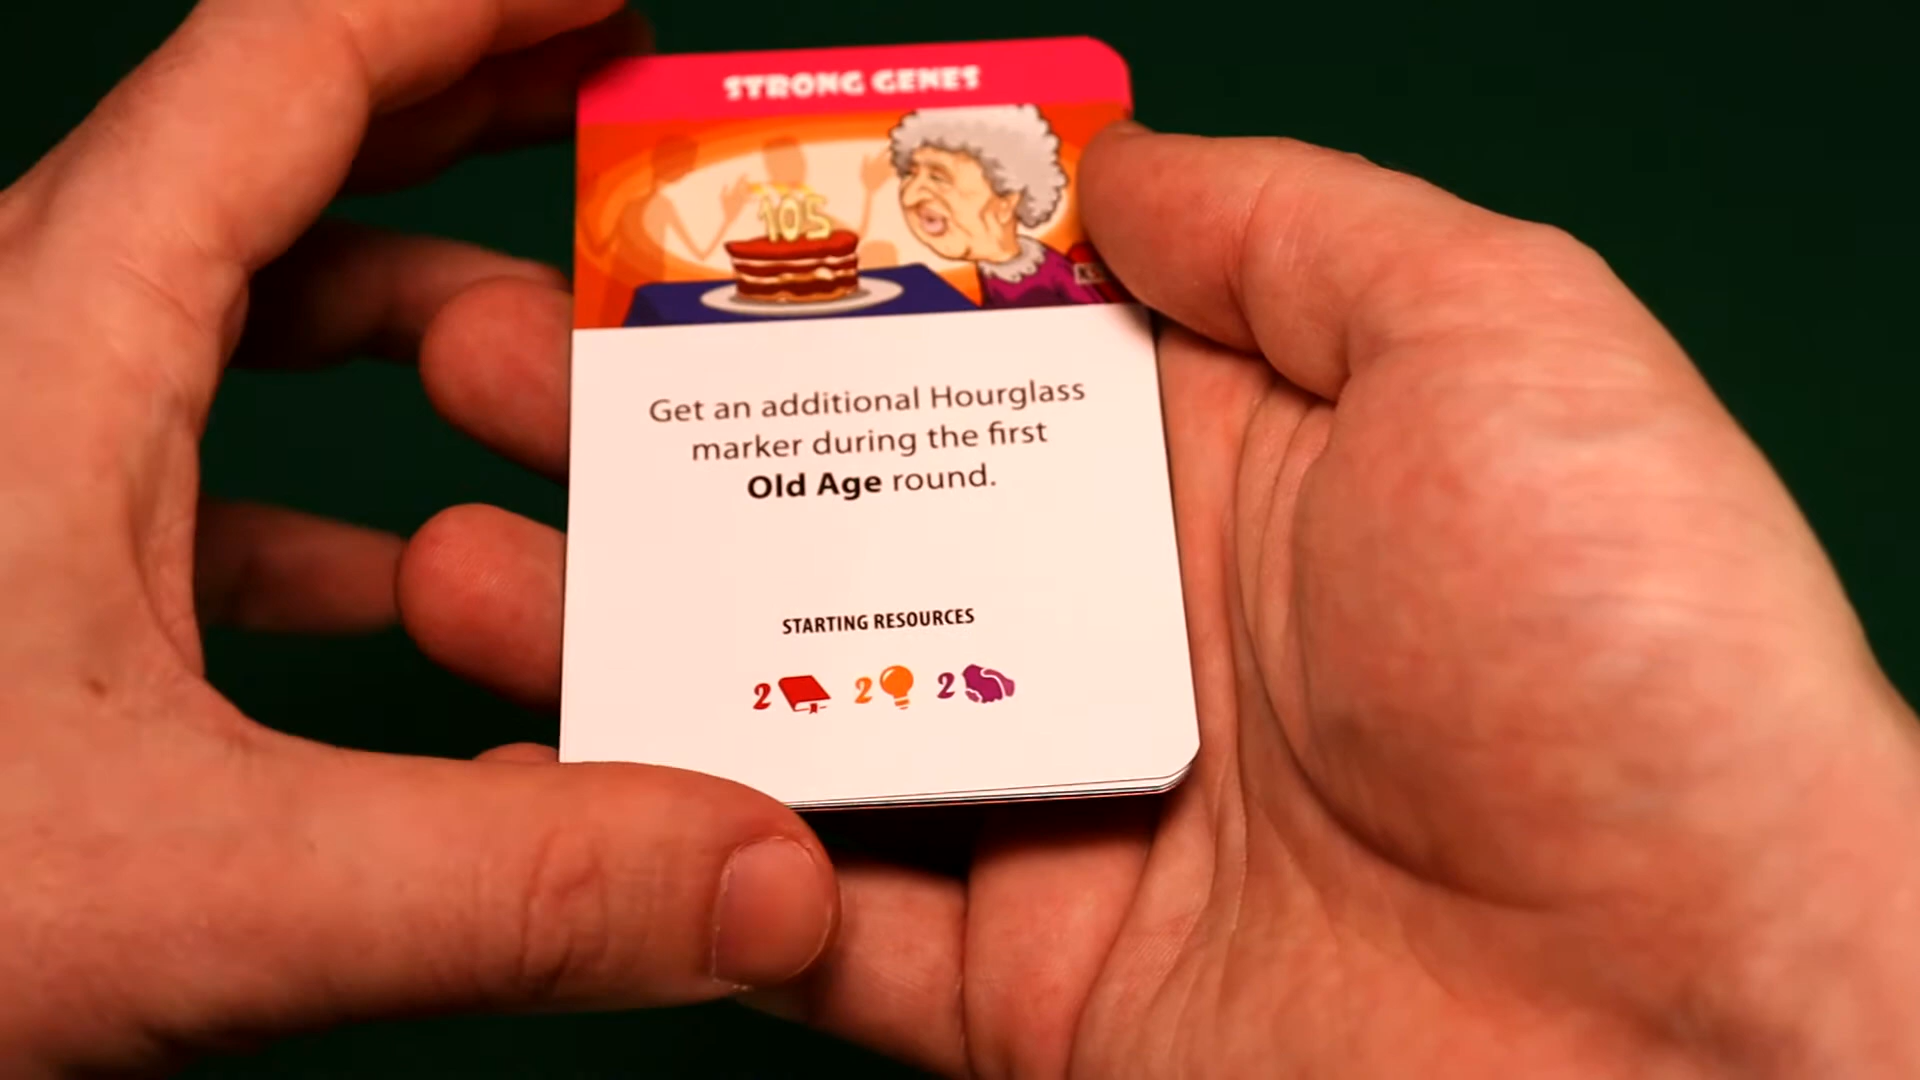 STRONG GENES
105
Get an additional Hourglass
marker during the first
Old Age round.
STARTING RESOURCES
2 2 2